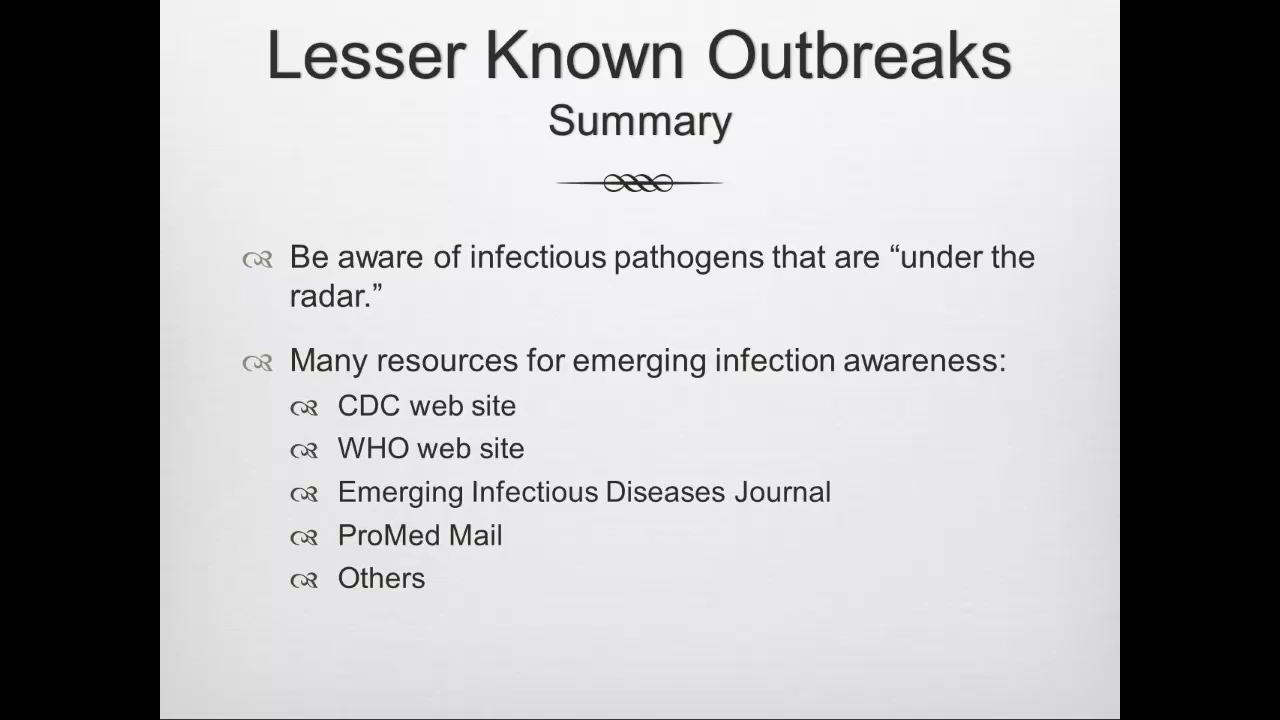 Lesser Known Outbreaks
Summary
Be aware of infectious pathogens that are “under the
radar.”
Many resources for emerging infection awareness:
CDC web site
WHO web site
Emerging Infectious Diseases Journal
ProMed Mail
Others